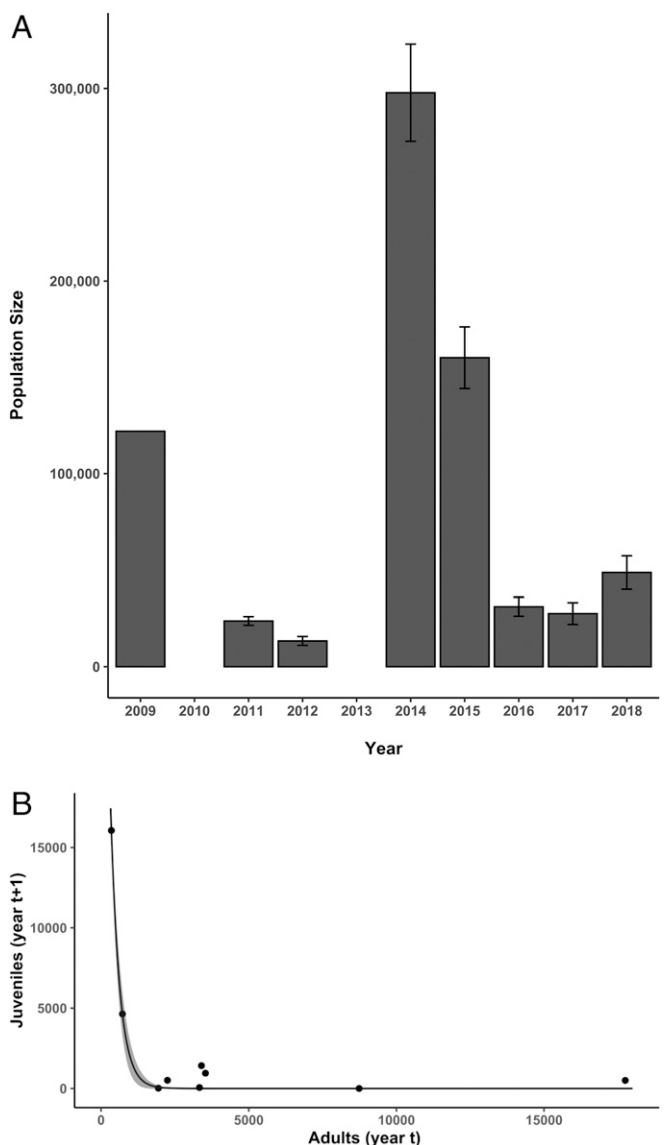 A
300,000
200,000
100,000
0
Population Size
2009 2010 2011 2012 2013 2014 2015 2016 2017 2018
Year
B
15000
10000
5000
0
Juveniles (year t+1)
0 5000 10000 15000
Adults (year t)